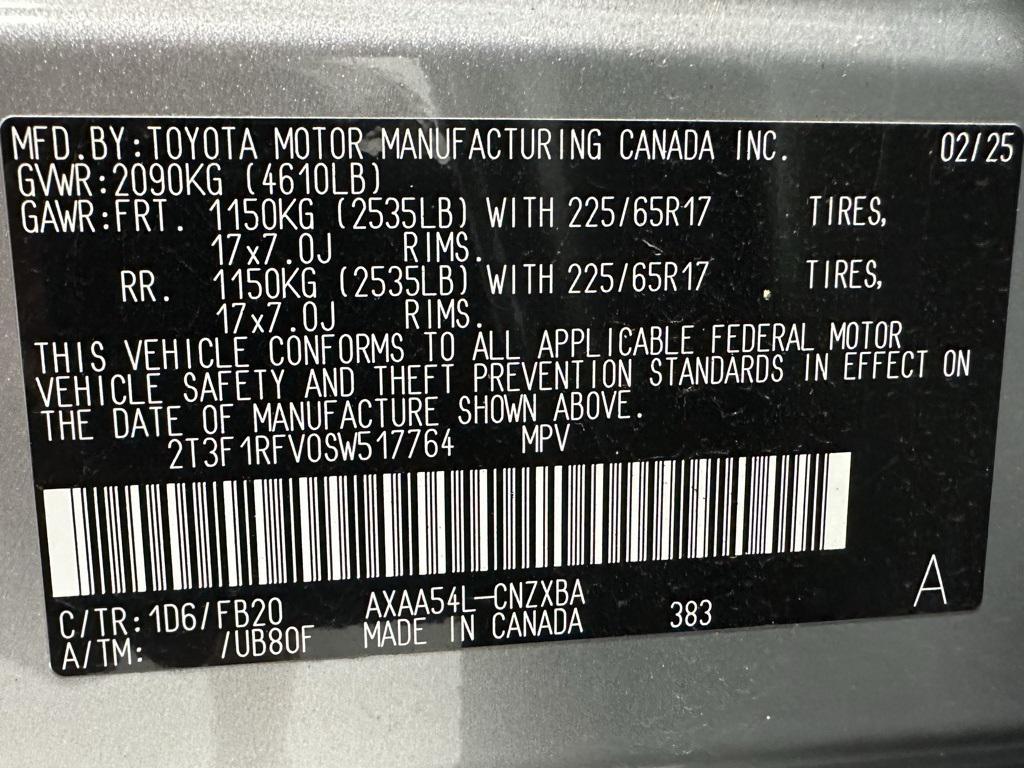 MFD.BY:TOYOTA MOTOR MANUFACTURING CANADA INC. 02/25
GVWR:2090KG (4610LB)
GAWR:FRT. 1150KG (2535LB) WITH 225/65R17 TIRES,
17x7.0J RIMS.
RR. 1150KG (2535LB) WITH 225/65R17 TIRES,
17x7.0J RIMS.
THIS VEHICLE CONFORMS TO ALL APPLICABLE FEDERAL MOTOR
VEHICLE SAFETY AND THEFT PREVENTION STANDARDS IN EFFECT ON
THE DATE OF MANUFACTURE SHOWN ABOVE.
2T3F1RFV0SW517764 MPV
C/TR:1D6/FB20 AXAA54L-CNZXBA A
A/TM: /UB80F MADE IN CANADA 383